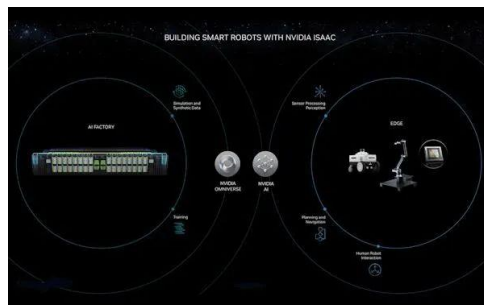 BUILDING SMART ROBOTS WITH NVIDIA ISAAC
AI FACTORY
Simulation and
Synthetic Data
Training
NVIDIA
OMNIVERSE
NVIDIA
AI
Sensor Processing
Perception
EDGE
Planning and
Navigation
Human Robot
Interaction